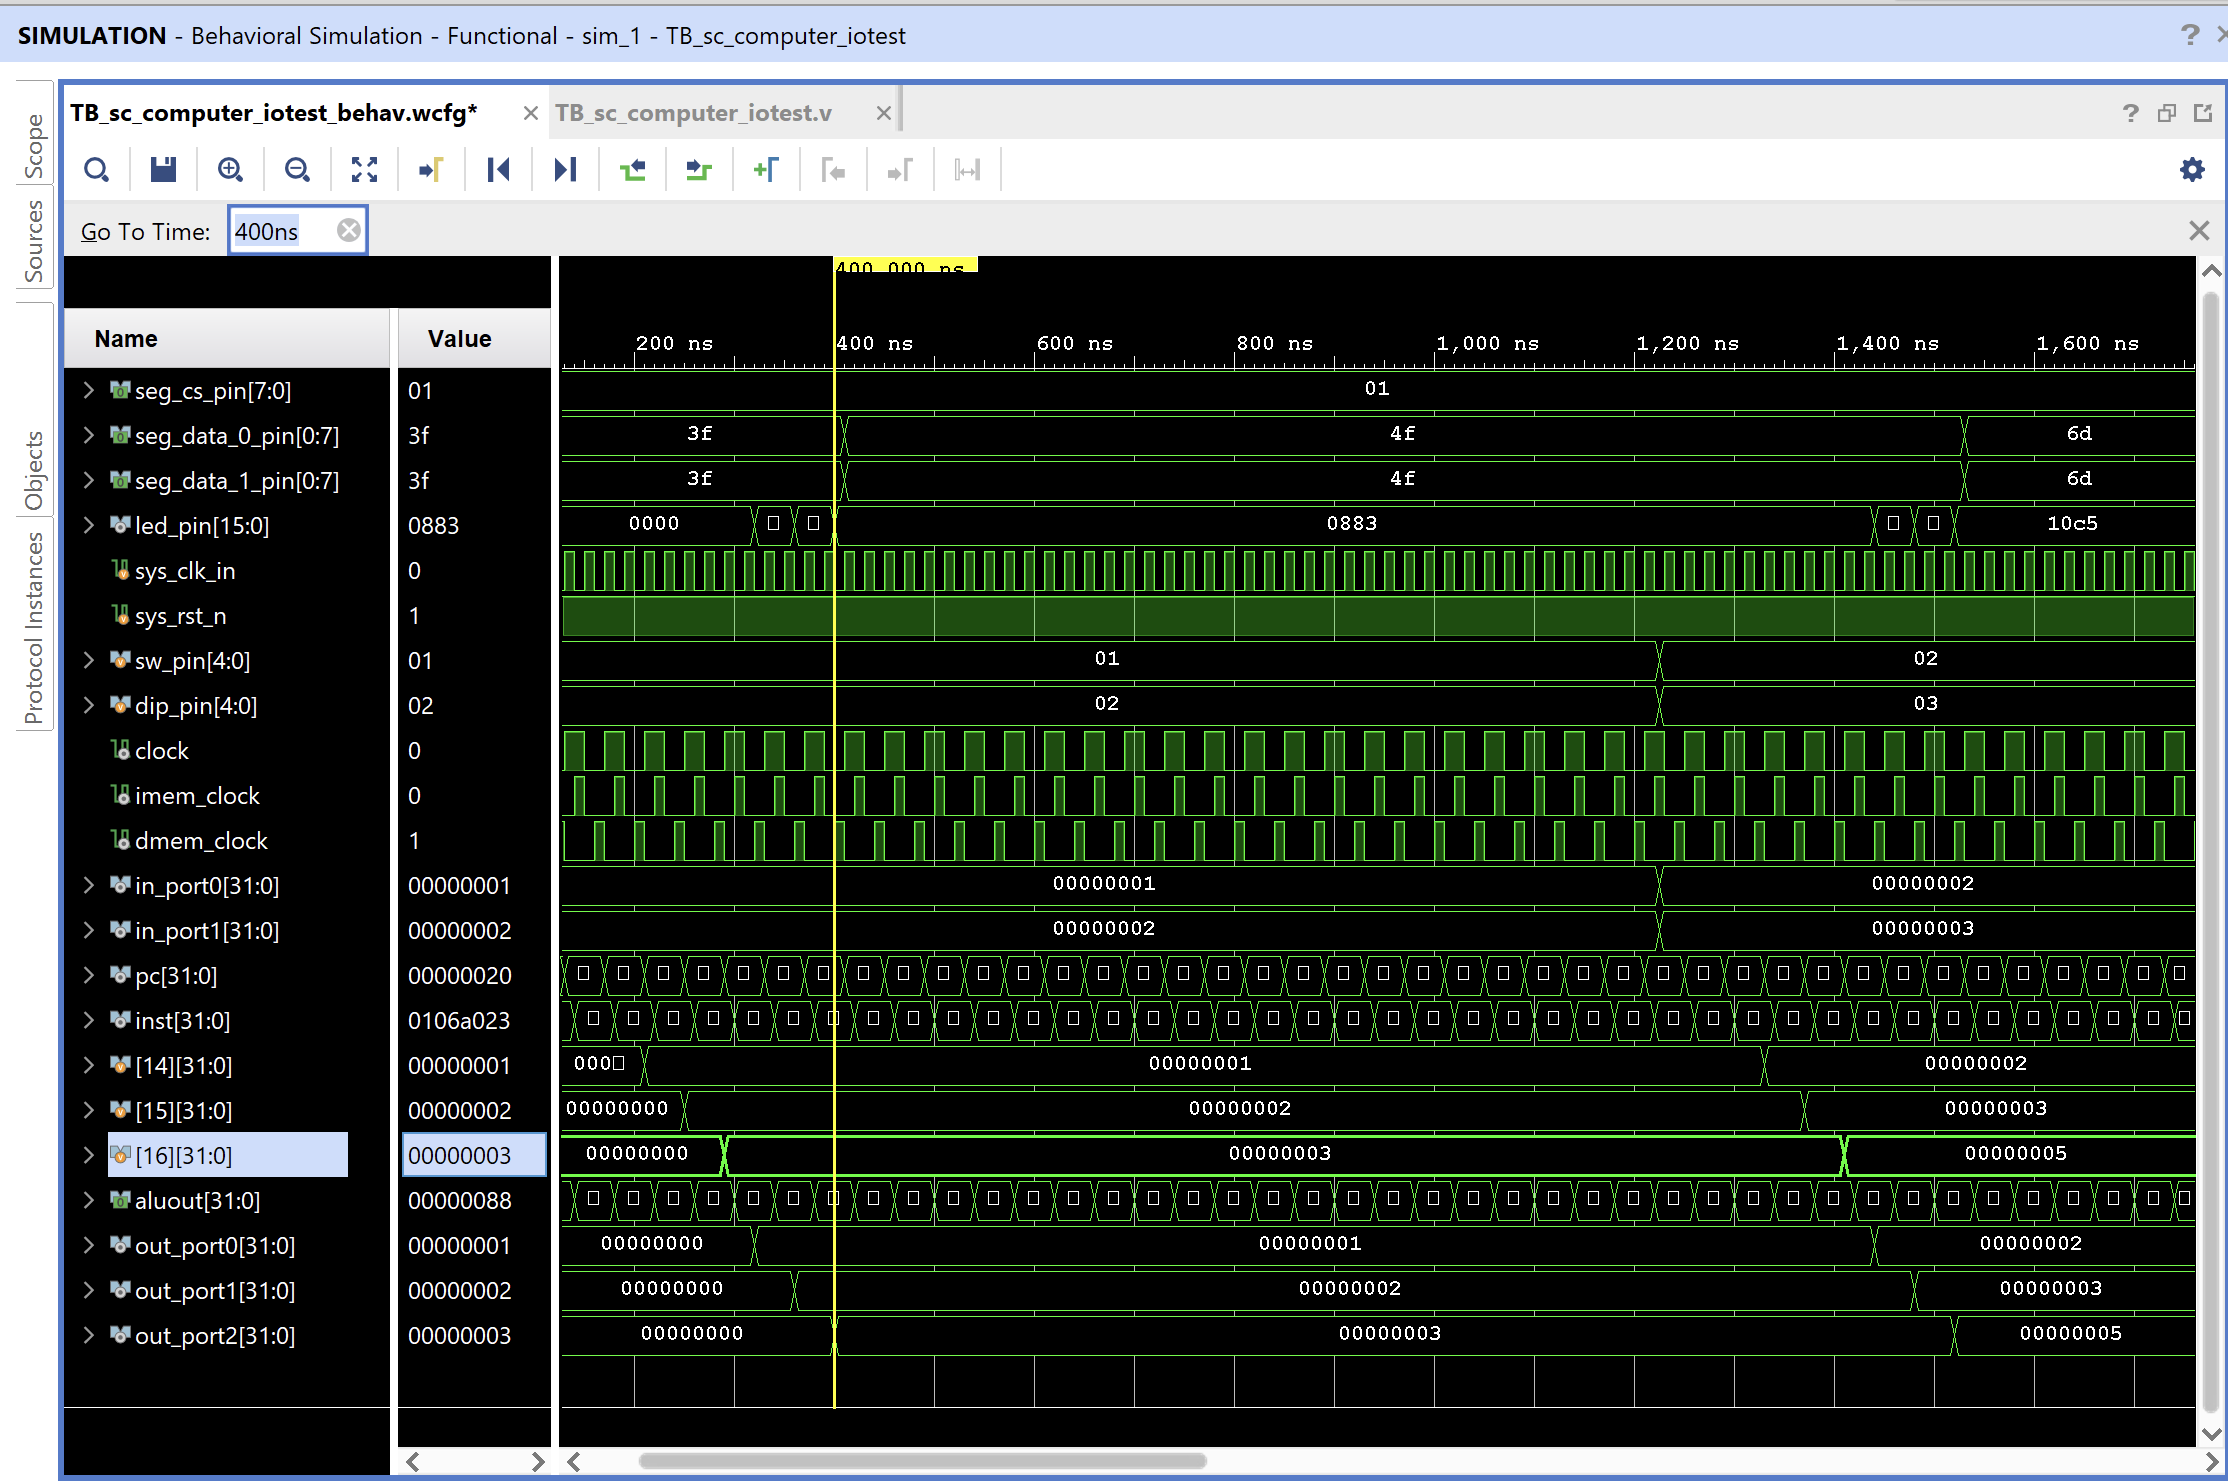 SIMULATION - Behavioral Simulation - Functional - sim_1 - TB_sc_computer_iotest
Scope
Sources
Objects
Protocol Instances
TB_sc_computer_iotest_behav.wcfg*
TB_sc_computer_iotest.v
Go To Time: 400ns
400.000 ns
Name Value
200 ns 400 ns 600 ns 800 ns 1,000 ns 1,200 ns 1,400 ns 1,600 ns
seg_cs_pin[7:0] 01 01
seg_data_0_pin[0:7] 3f 3f 4f 6d
seg_data_1_pin[0:7] 3f 3f 4f 6d
led_pin[15:0] 0883 0000 0883 10c5
sys_clk_in 0
sys_rst_n 1
sw_pin[4:0] 01 01 02
dip_pin[4:0] 02 02 03
clock 0
imem_clock 0
dmem_clock 1
in_port0[31:0] 00000001 00000001 00000002
in_port1[31:0] 00000002 00000002 00000003
pc[31:0] 00000020
inst[31:0] 0106a023
[14][31:0] 00000001 000 00000001 00000002
[15][31:0] 00000002 00000000 00000002 00000003
[16][31:0] 00000003 00000000 00000003 00000005
aluout[31:0] 00000088
out_port0[31:0] 00000001 00000000 00000001 00000002
out_port1[31:0] 00000002 00000000 00000002 00000003
out_port2[31:0] 00000003 00000000 00000003 00000005